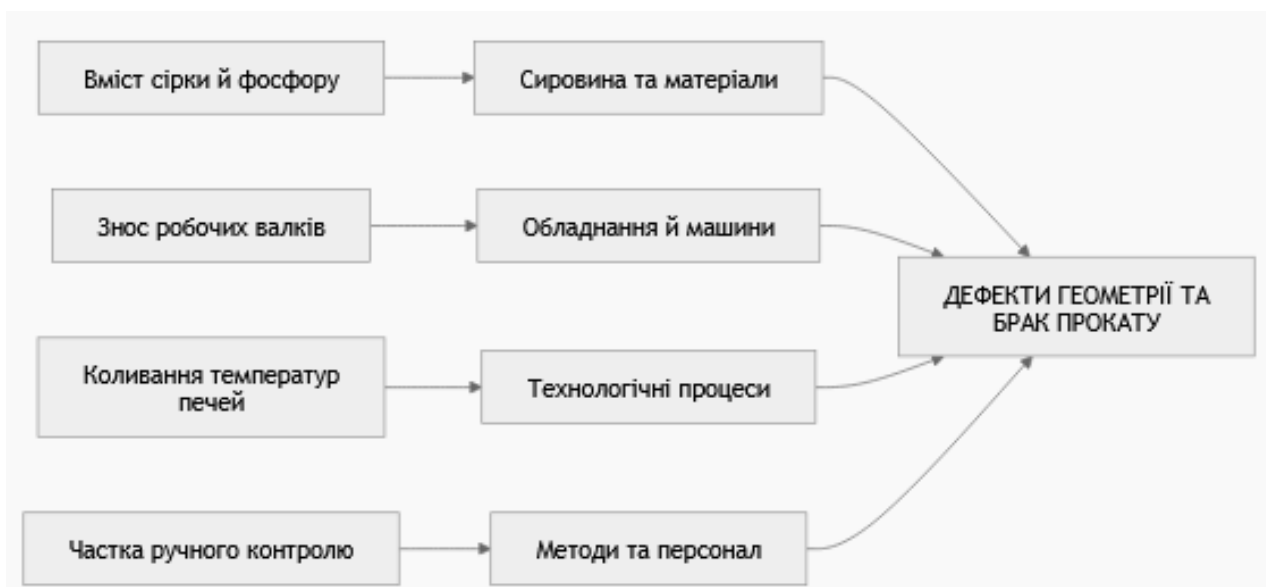 Вміст сірки й фосфору
Сировина та матеріали
Знос робочих валків
Обладнання й машини
ДЕФЕКТИ ГЕОМЕТРІЇ ТА
БРАК ПРОКАТУ
Коливання температур
печей
Технологічні процеси
Частка ручного контролю
Методи та персонал